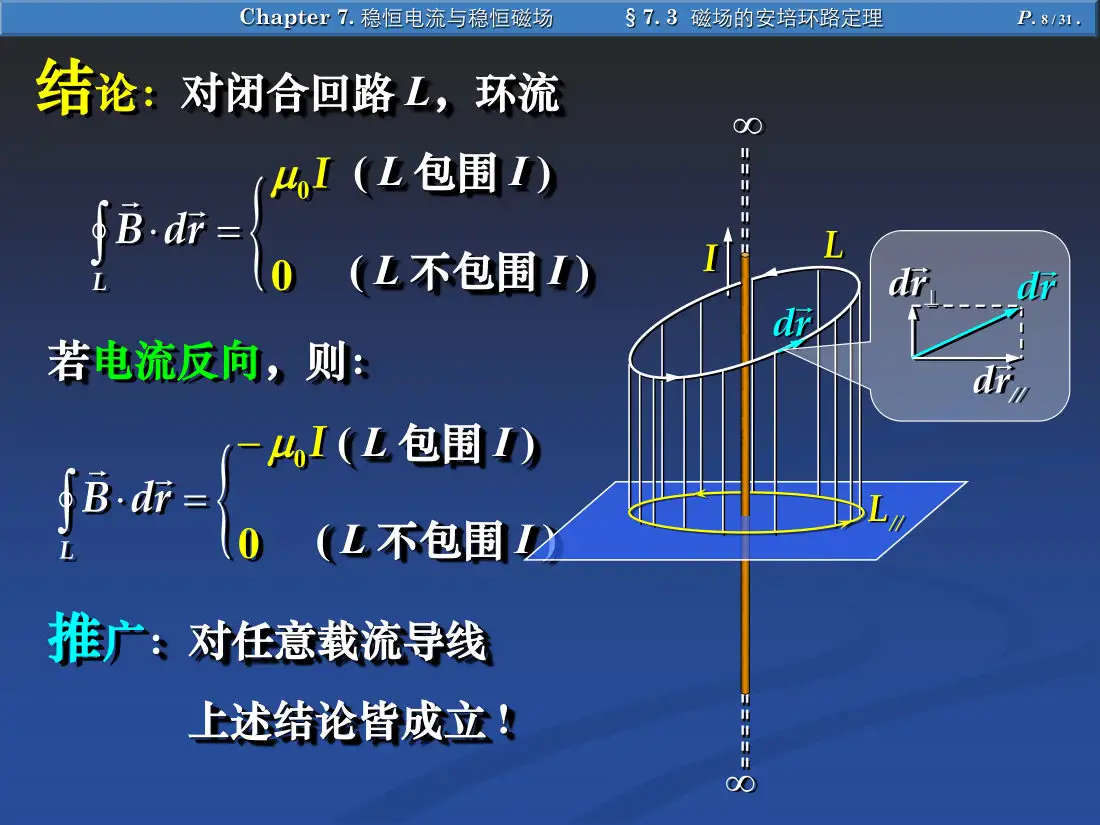 Chapter 7. 稳恒电流与稳恒磁场 §7.3 磁场的安培环路定理 P. 8/31.
结论：对闭合回路 L，环流
μ₀I (L 包围 I)
∮_L B⃗·dr⃗ = {
0 (L 不包围 I)
若电流反向，则：
−μ₀I (L 包围 I)
∮_L B⃗·dr⃗ = {
0 (L 不包围 I)
推广：对任意载流导线
上述结论皆成立！
∞
I
L
dr⃗
dr⃗⊥
dr⃗
dr⃗∥
L∥
∞